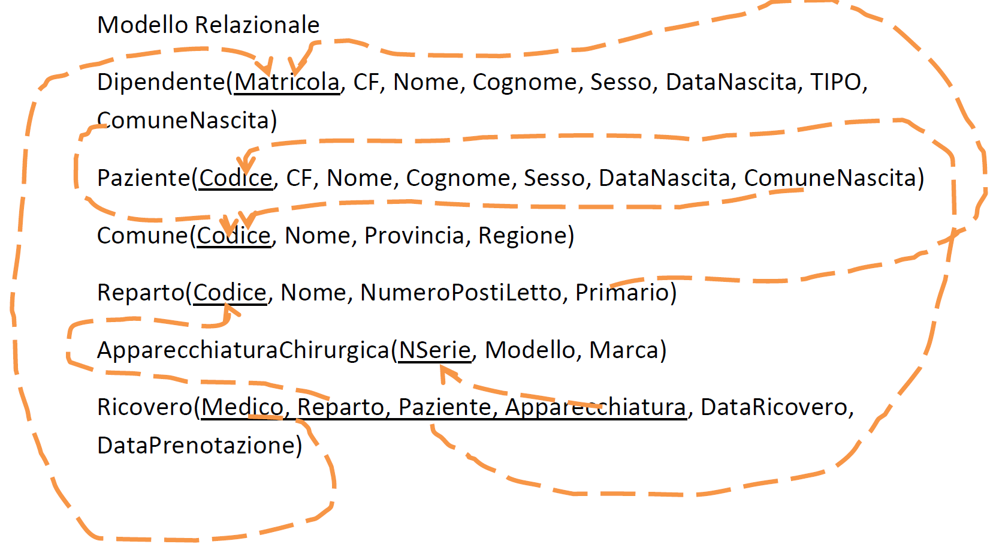 Modello Relazionale
Dipendente(Matricola, CF, Nome, Cognome, Sesso, DataNascita, TIPO,
ComuneNascita)
Paziente(Codice, CF, Nome, Cognome, Sesso, DataNascita, ComuneNascita)
Comune(Codice, Nome, Provincia, Regione)
Reparto(Codice, Nome, NumeroPostiLetto, Primario)
ApparecchiaturaChirurgica(NSerie, Modello, Marca)
Ricovero(Medico, Reparto, Paziente, Apparecchiatura, DataRicovero,
DataPrenotazione)